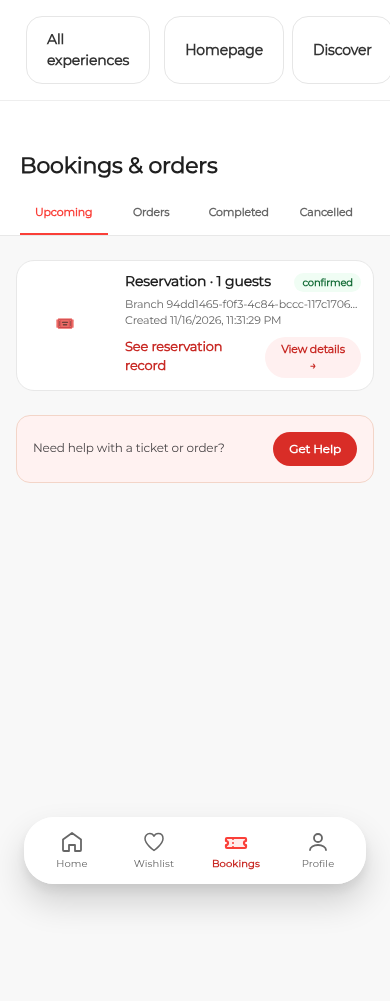 All
experiences
Homepage
Discover
Bookings & orders
Upcoming
Orders
Completed
Cancelled
Reservation · 1 guests
confirmed
Branch 94dd1465-f0f3-4c84-bccc-117c1706...
Created 11/16/2026, 11:31:29 PM
See reservation
record
View details
→
Need help with a ticket or order?
Get Help
Home
Wishlist
Bookings
Profile